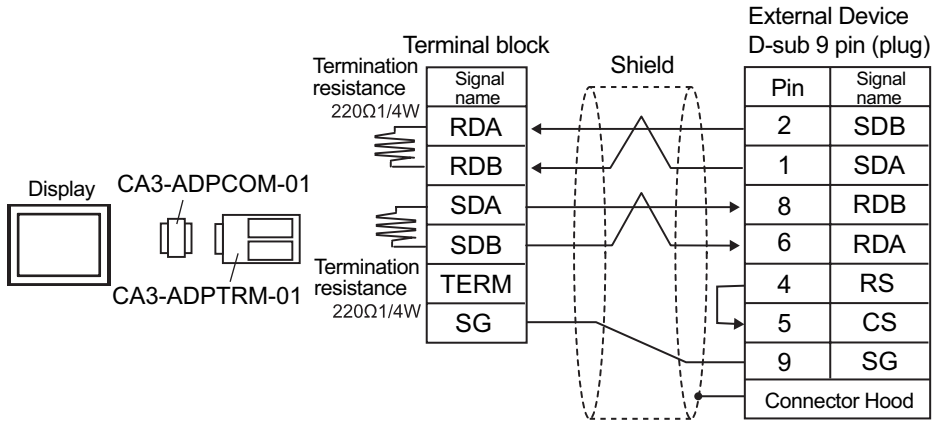 External Device
D-sub 9 pin (plug)
Terminal block
Shield
Termination
resistance
220Ω1/4W
Signal
name
Pin
Signal
name
RDA
2
SDB
RDB
1
SDA
Display
CA3-ADPCOM-01
SDA
8
RDB
SDB
6
RDA
Termination
resistance
220Ω1/4W
CA3-ADPTRM-01
TERM
4
RS
SG
5
CS
9
SG
Connector Hood